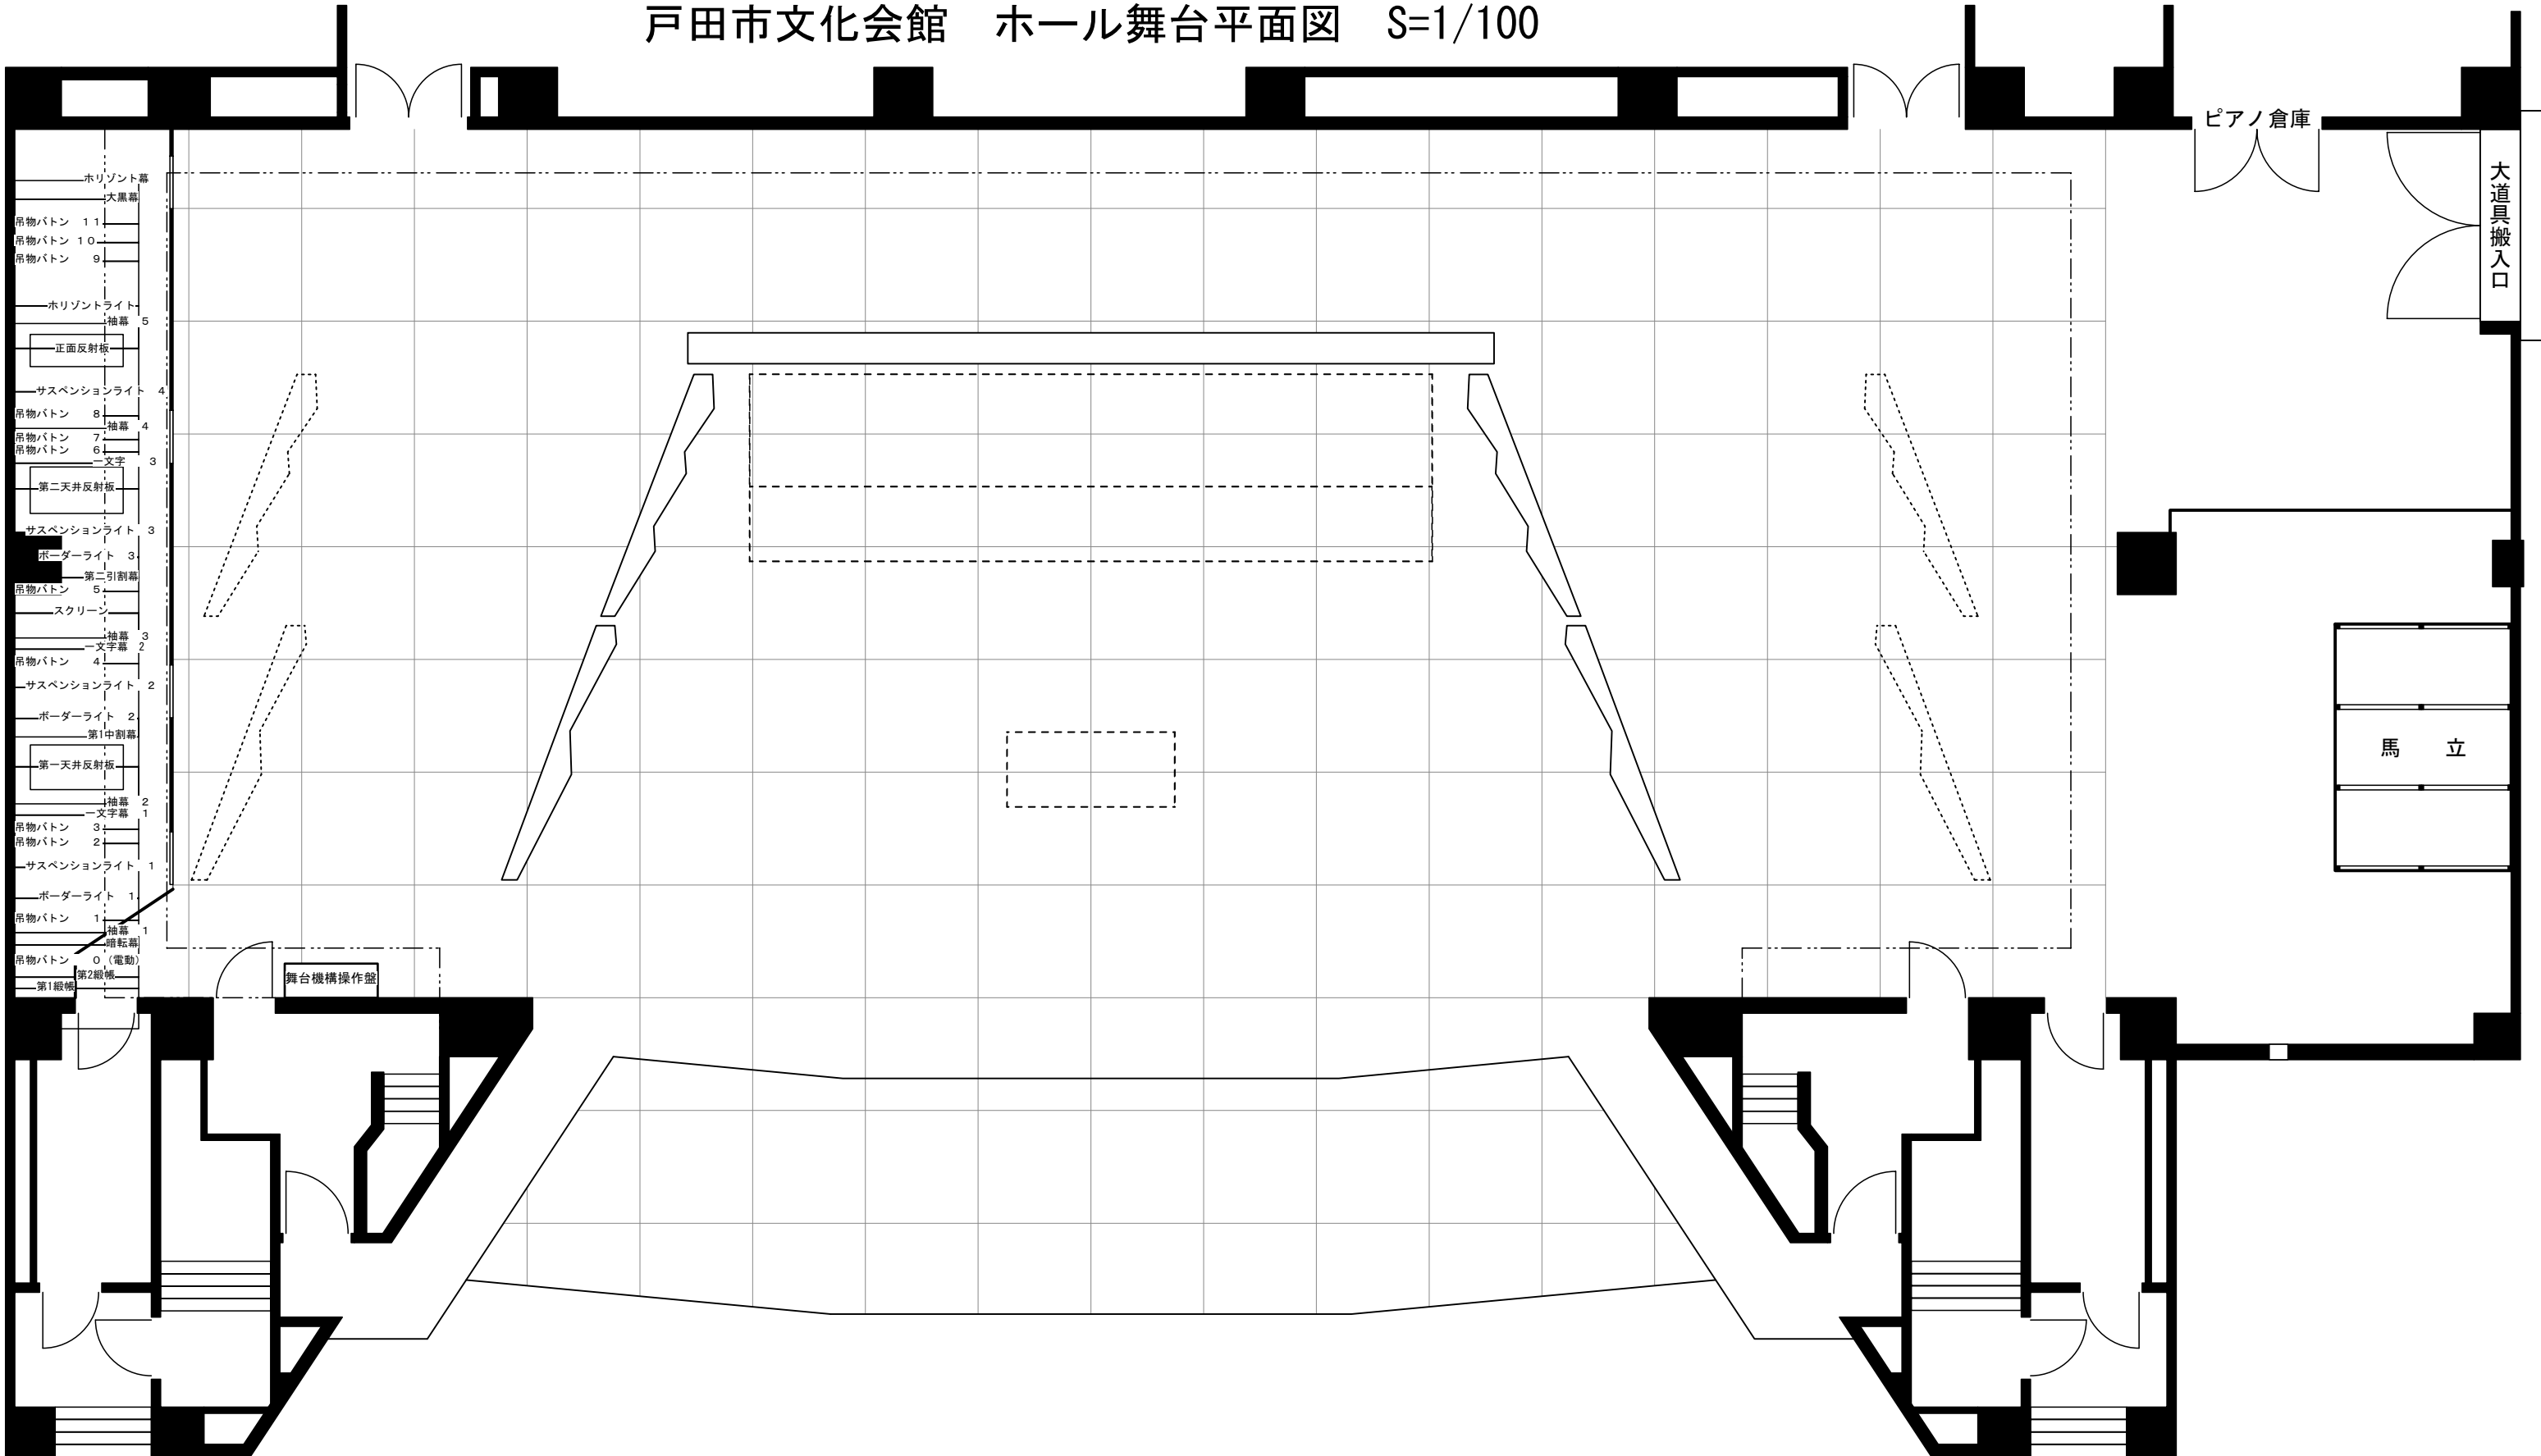 戸田市文化会館　ホール舞台平面図　S=1/100
ピアノ倉庫
大道具搬入口
ホリゾント幕
大黒幕
吊物バトン　１１
吊物バトン １０
吊物バトン　　９
ホリゾントライト
袖幕　５
正面反射板
サスペンションライト　４
吊物バトン　　８
袖幕　４
吊物バトン　　７
吊物バトン　　６
一文字　　３
第二天井反射板
サスペンションライト　３
ボーダーライト　３
第二引割幕
吊物バトン　　５
スクリーン
袖幕　３
一文字幕　２
吊物バトン　　４
サスペンションライト　２
ボーダーライト　２
第1中割幕
馬　立
第一天井反射板
袖幕　２
一文字幕　１
吊物バトン　　３
吊物バトン　　２
サスペンションライト　１
ボーダーライト　１
吊物バトン　　１
袖幕　１
暗転幕
吊物バトン　　０（電動）
第2緞帳
舞台機構操作盤
第1緞帳